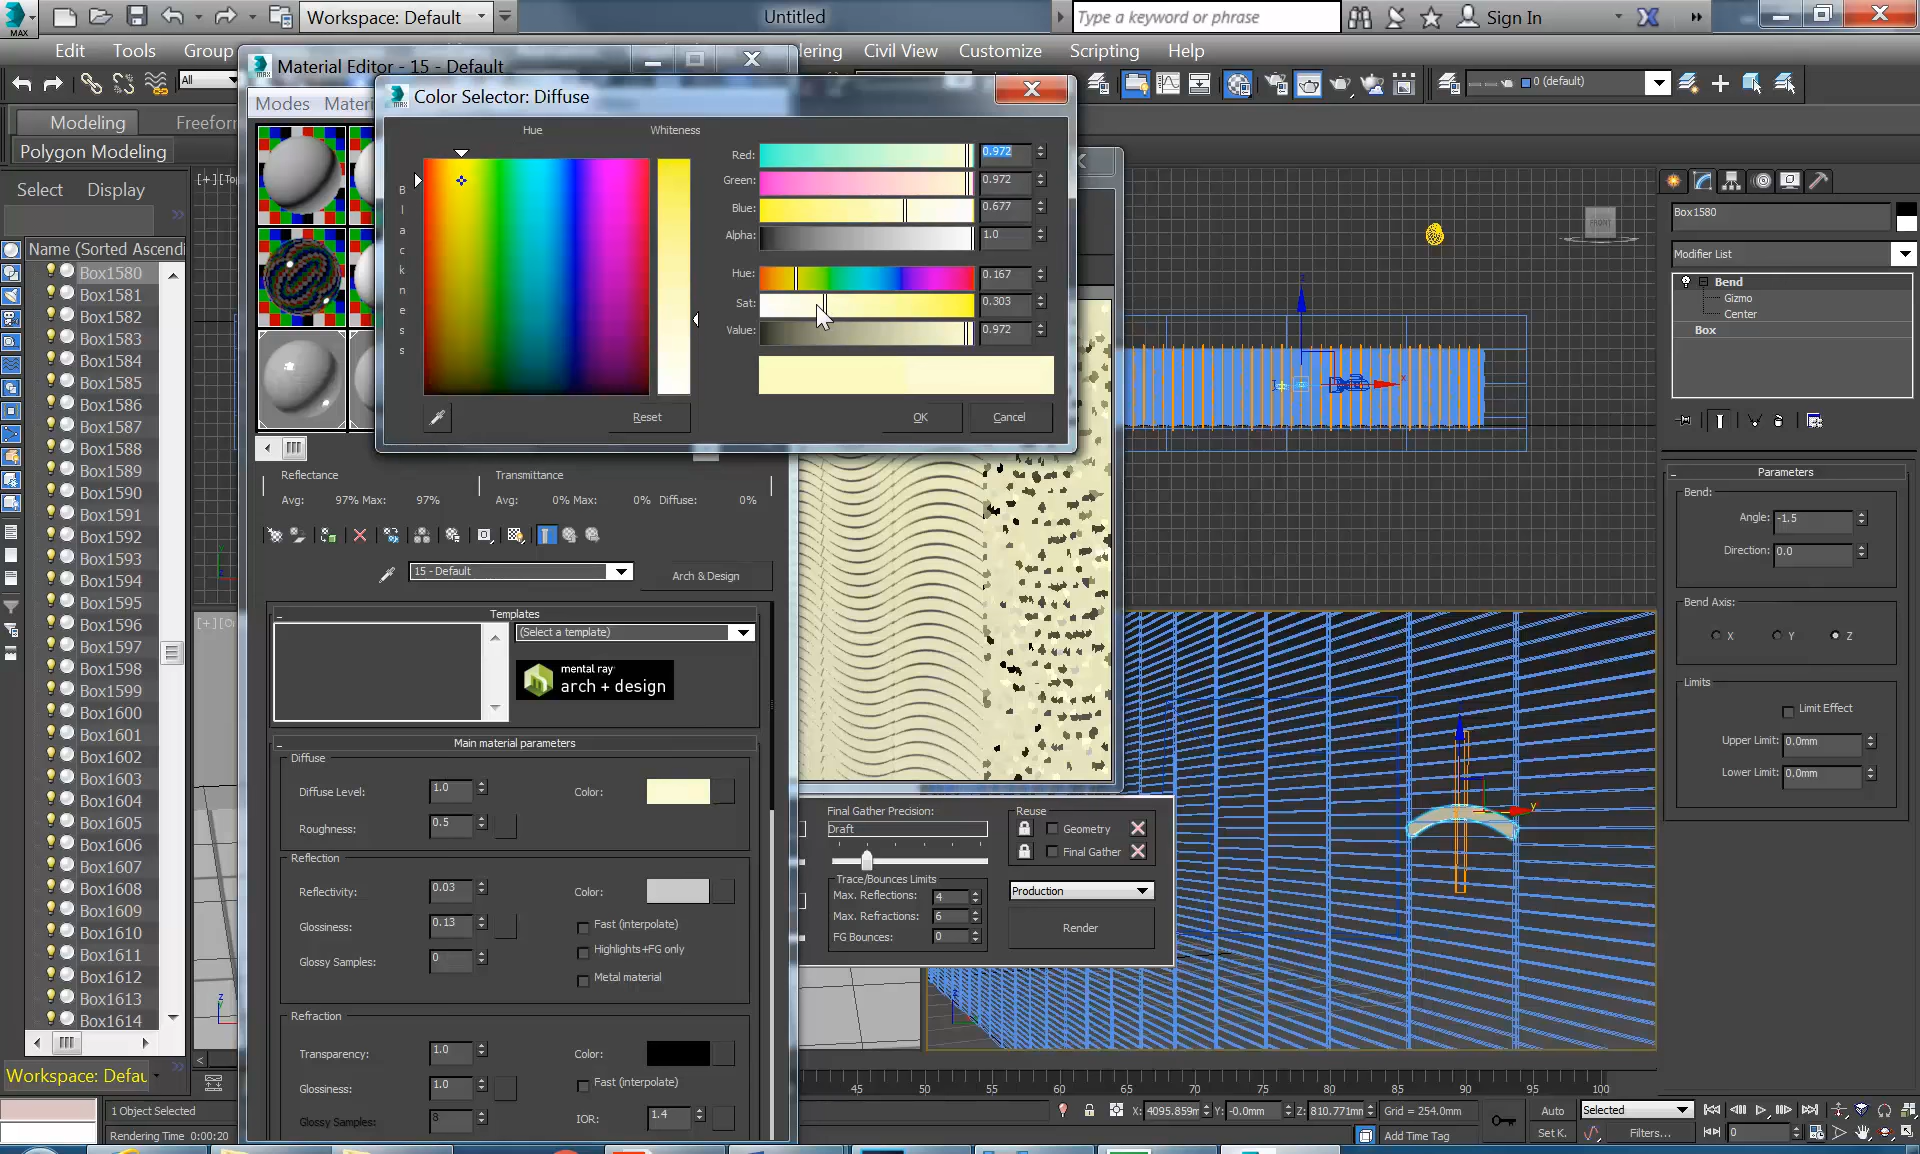 MAX
Workspace: Default
Untitled
Type a keyword or phrase
Sign In
Edit
Tools
Group
Civil View
Customize
Scripting
Help
Material Editor - 15 - Default
All
0 (default)
Modes
Color Selector: Diffuse
Modeling
Polygon Modeling
Hue
Whiteness
Blackness
Red:
0.972
Green:
0.972
Blue:
0.677
Alpha:
1.0
Hue:
0.167
Sat:
0.303
Value:
0.972
Reset
OK
Cancel
Select
Display
Name (Sorted Ascendi
Box1580
Box1581
Box1582
Box1583
Box1584
Box1585
Box1586
Box1587
Box1588
Box1589
Box1590
Box1591
Box1592
Box1593
Box1594
Box1595
Box1596
Box1597
Box1598
Box1599
Box1600
Box1601
Box1602
Box1603
Box1604
Box1605
Box1606
Box1607
Box1608
Box1609
Box1610
Box1611
Box1612
Box1613
Box1614
Workspace: Defau
Reflectance
Avg: 97% Max: 97%
Transmittance
Avg: 0% Max: 0% Diffuse: 0%
15 - Default
Arch & Design
Templates
(Select a template)
mental ray
arch + design
Main material parameters
Diffuse
Diffuse Level: 1.0
Color:
Roughness: 0.5
Reflection
Reflectivity: 0.03
Color:
Glossiness: 0.13
Fast (interpolate)
Highlights+FG only
Glossy Samples: 0
Metal material
Refraction
Transparency: 1.0
Color:
Glossiness: 1.0
Fast (interpolate)
Glossy Samples: 8
IOR: 1.4
Final Gather Precision:
Draft
Trace/Bounces Limits
Max. Reflections: 4
Max. Refractions: 6
FG Bounces: 0
Reuse
Geometry
Final Gather
Production
Render
FRONT
Box1580
Modifier List
Bend
Gizmo
Center
Box
Parameters
Bend:
Angle: -1.5
Direction: 0.0
Bend Axis:
X Y Z
Limits
Limit Effect
Upper Limit: 0.0mm
Lower Limit: 0.0mm
45 50 55 60 65 70 75 80 85 90 95 100
1 Object Selected
Rendering Time 0:00:20
X: 4095.859m
Y: -0.0mm
Z: 810.771mm
Grid = 254.0mm
Add Time Tag
Auto
Selected
Set K.
Filters...
0